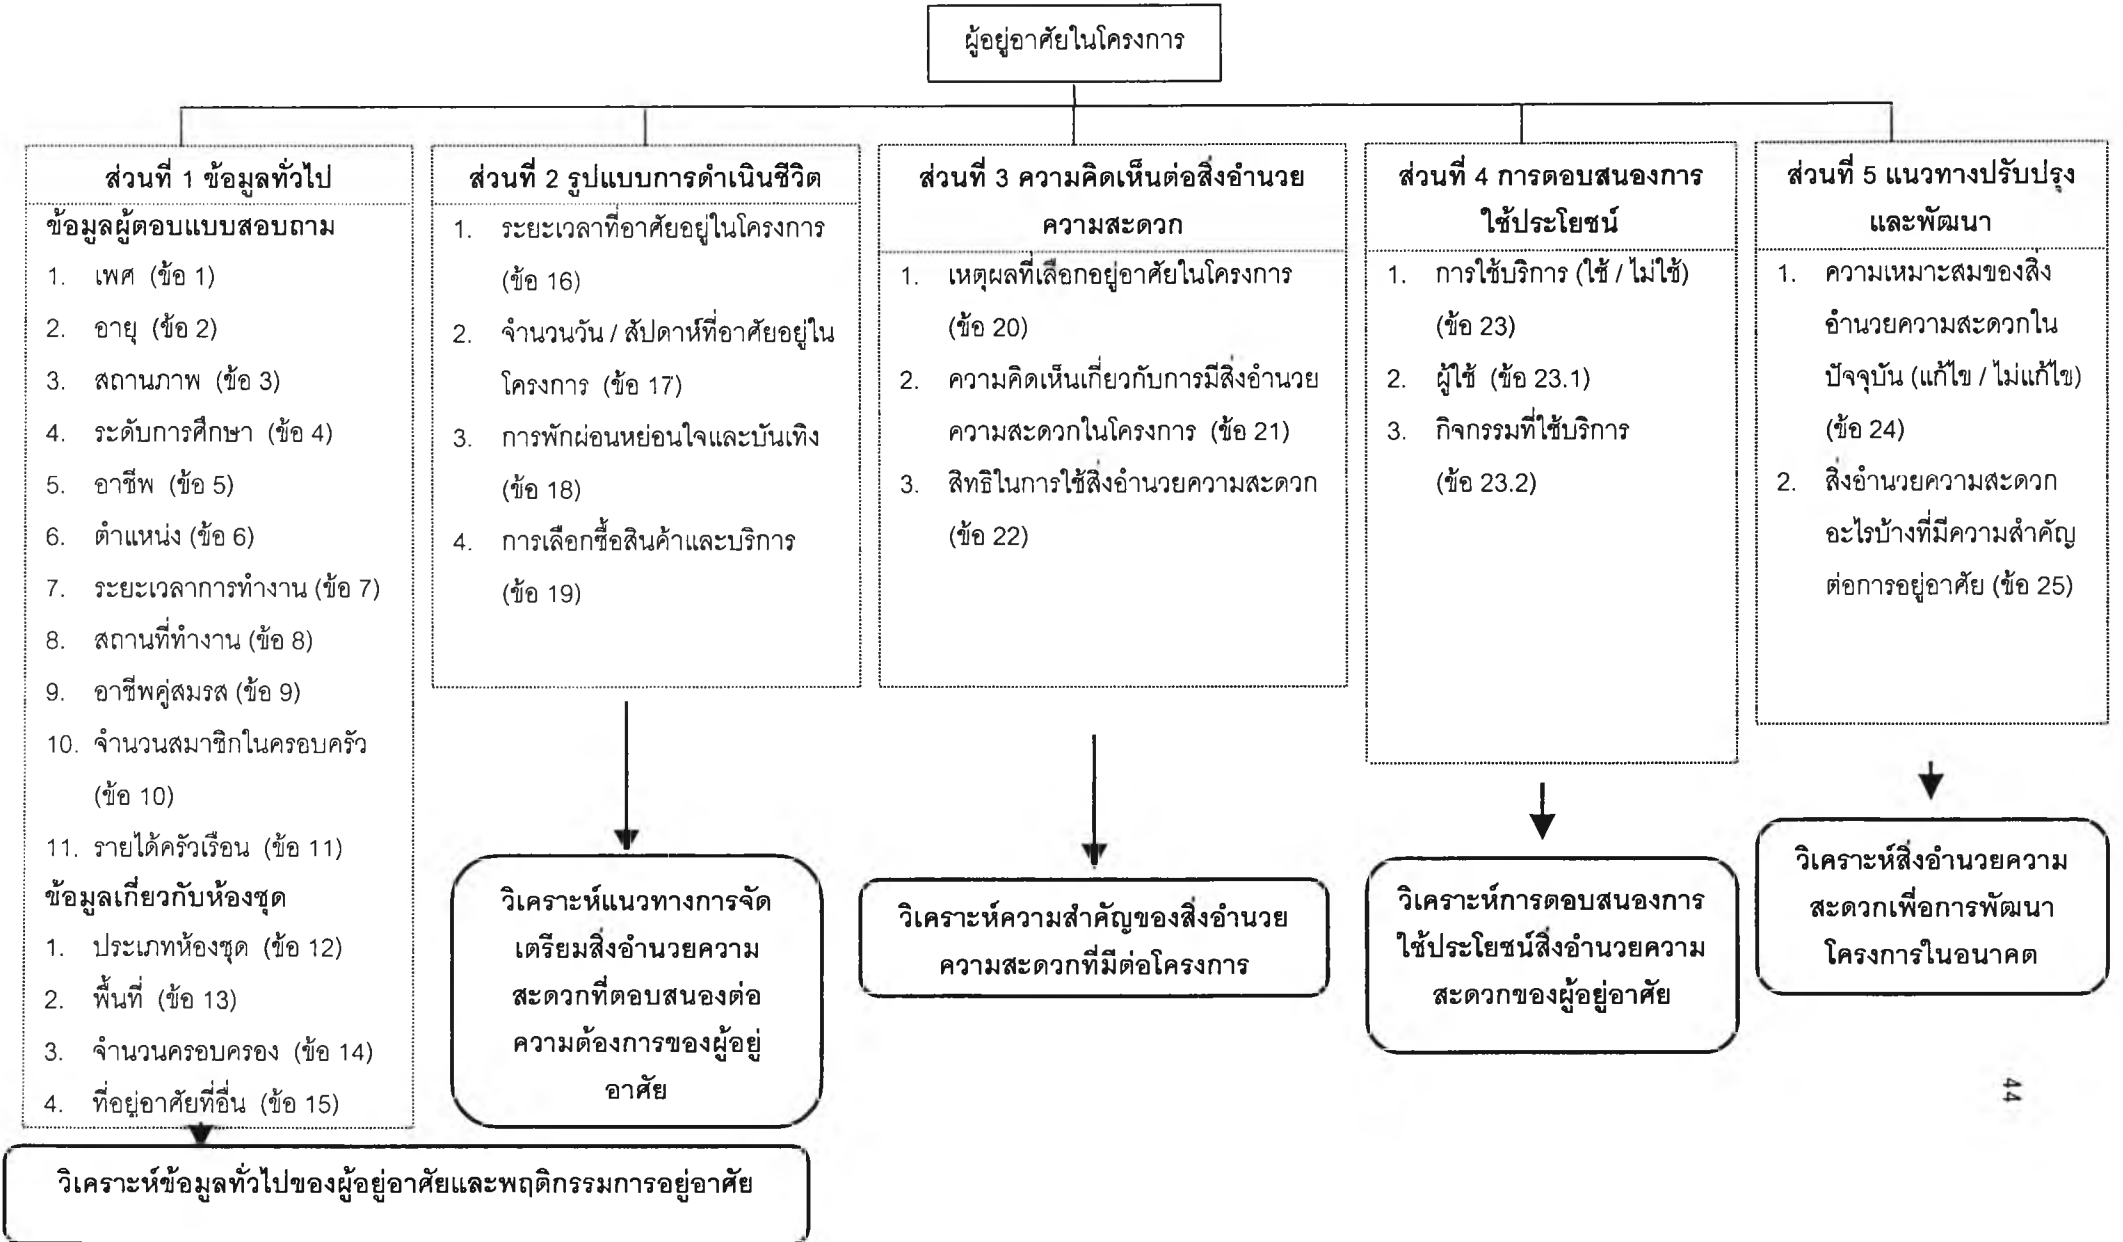 ผู้อยู่อาศัยในโครงการ
ส่วนที่ 1 ข้อมูลทั่วไป
ข้อมูลผู้ตอบแบบสอบถาม
1. เพศ (ข้อ 1)
2. อายุ (ข้อ 2)
3. สถานภาพ (ข้อ 3)
4. ระดับการศึกษา (ข้อ 4)
5. อาชีพ (ข้อ 5)
6. ตำแหน่ง (ข้อ 6)
7. ระยะเวลาการทำงาน (ข้อ 7)
8. สถานที่ทำงาน (ข้อ 8)
9. อาชีพคู่สมรส (ข้อ 9)
10. จำนวนสมาชิกในครอบครัว
(ข้อ 10)
11. รายได้ครัวเรือน (ข้อ 11)
ข้อมูลเกี่ยวกับห้องชุด
1. ประเภทห้องชุด (ข้อ 12)
2. พื้นที่ (ข้อ 13)
3. จำนวนครอบครอง (ข้อ 14)
4. ที่อยู่อาศัยที่อื่น (ข้อ 15)
วิเคราะห์ข้อมูลทั่วไปของผู้อยู่อาศัยและพฤติกรรมการอยู่อาศัย
ส่วนที่ 2 รูปแบบการดำเนินชีวิต
1. ระยะเวลาที่อาศัยอยู่ในโครงการ
(ข้อ 16)
2. จำนวนวัน / สัปดาห์ที่อาศัยอยู่ใน
โครงการ (ข้อ 17)
3. การพักผ่อนหย่อนใจและบันเทิง
(ข้อ 18)
4. การเลือกซื้อสินค้าและบริการ
(ข้อ 19)
วิเคราะห์แนวทางการจัด
เตรียมสิ่งอำนวยความ
สะดวกที่ตอบสนองต่อ
ความต้องการของผู้อยู่
อาศัย
ส่วนที่ 3 ความคิดเห็นต่อสิ่งอำนวย
ความสะดวก
1. เหตุผลที่เลือกอยู่อาศัยในโครงการ
(ข้อ 20)
2. ความคิดเห็นเกี่ยวกับการมีสิ่งอำนวย
ความสะดวกในโครงการ (ข้อ 21)
3. สิทธิในการใช้สิ่งอำนวยความสะดวก
(ข้อ 22)
วิเคราะห์ความสำคัญของสิ่งอำนวย
ความสะดวกที่มีต่อโครงการ
ส่วนที่ 4 การตอบสนองการ
ใช้ประโยชน์
1. การใช้บริการ (ใช้ / ไม่ใช้)
(ข้อ 23)
2. ผู้ใช้ (ข้อ 23.1)
3. กิจกรรมที่ใช้บริการ
(ข้อ 23.2)
วิเคราะห์การตอบสนองการ
ใช้ประโยชน์สิ่งอำนวยความ
สะดวกของผู้อยู่อาศัย
ส่วนที่ 5 แนวทางปรับปรุง
และพัฒนา
1. ความเหมาะสมของสิ่ง
อำนวยความสะดวกใน
ปัจจุบัน (แก้ไข / ไม่แก้ไข)
(ข้อ 24)
2. สิ่งอำนวยความสะดวก
อะไรบ้างที่มีความสำคัญ
ต่อการอยู่อาศัย (ข้อ 25)
วิเคราะห์สิ่งอำนวยความ
สะดวกเพื่อการพัฒนา
โครงการในอนาคต
44